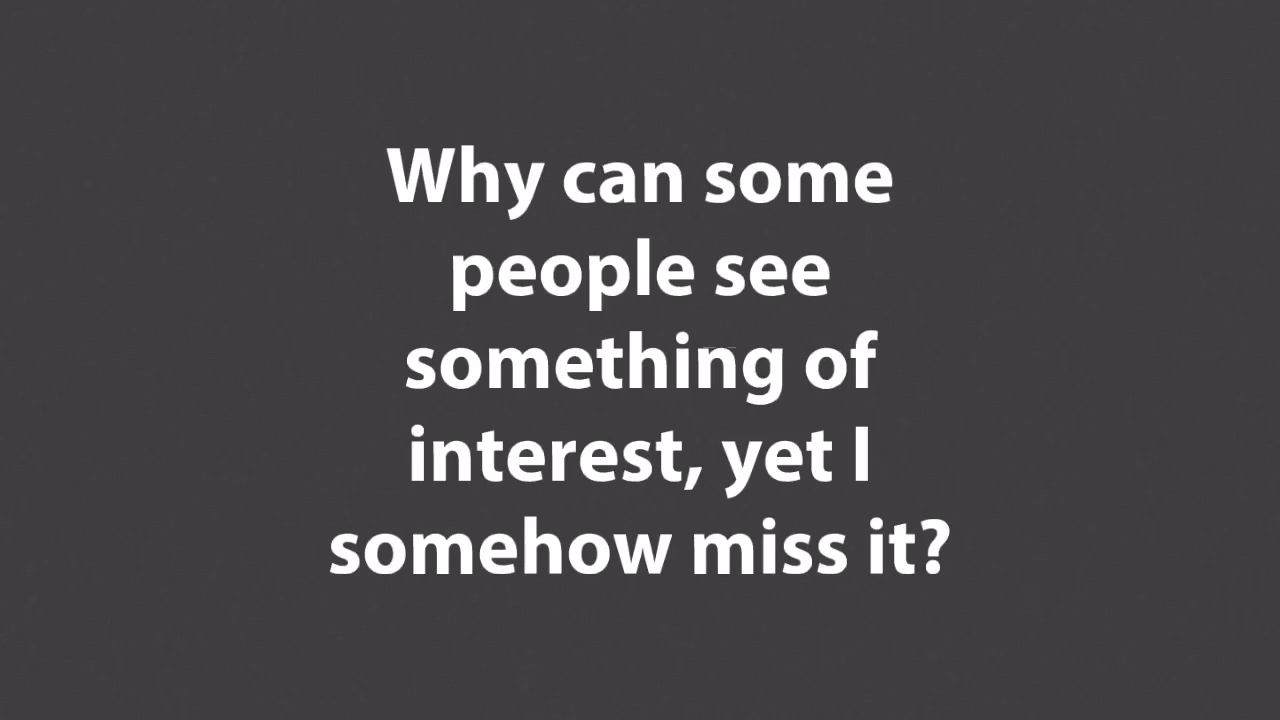 Why can some
people see
something of
interest, yet I
somehow miss it?